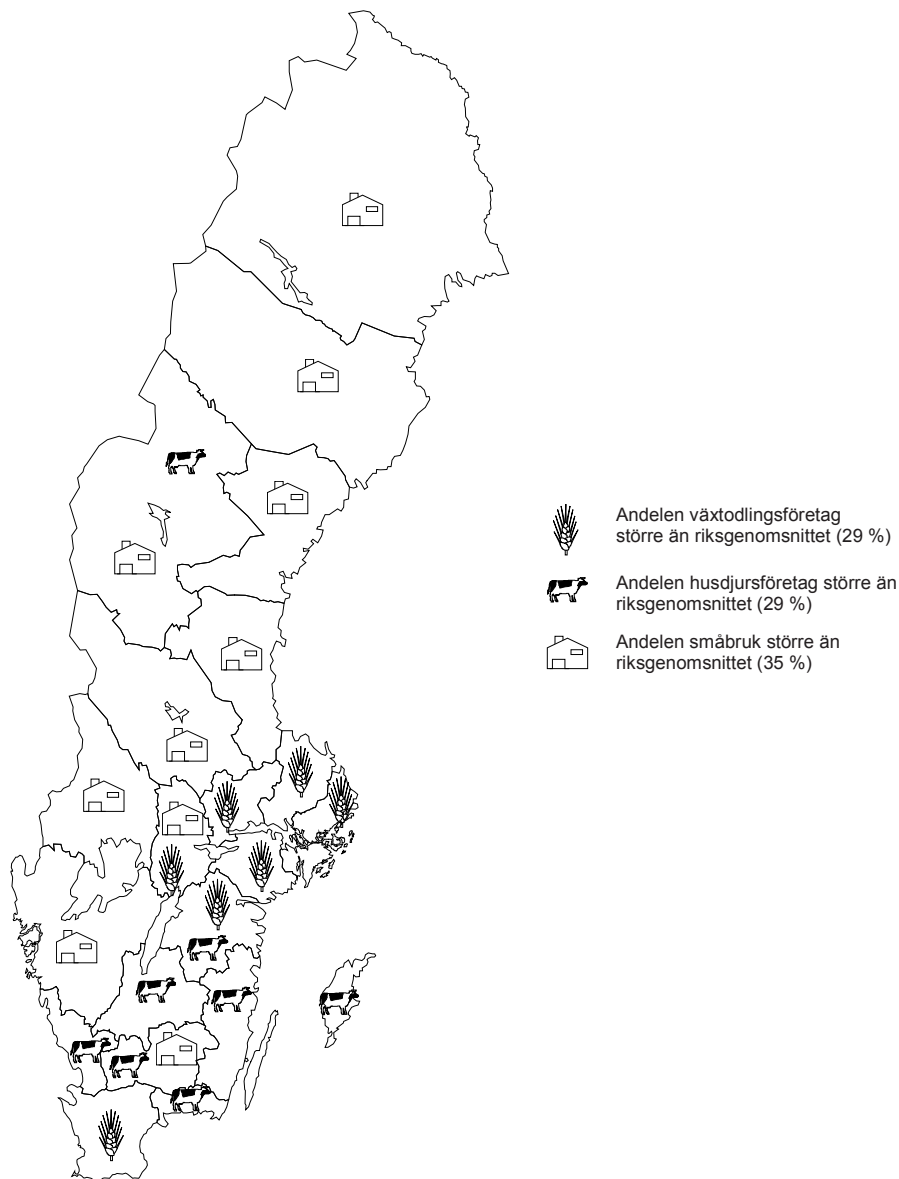 Andelen växtodlingsföretag
större än riksgenomsnittet (29 %)
Andelen husdjursföretag större än
riksgenomsnittet (29 %)
Andelen småbruk större än
riksgenomsnittet (35 %)